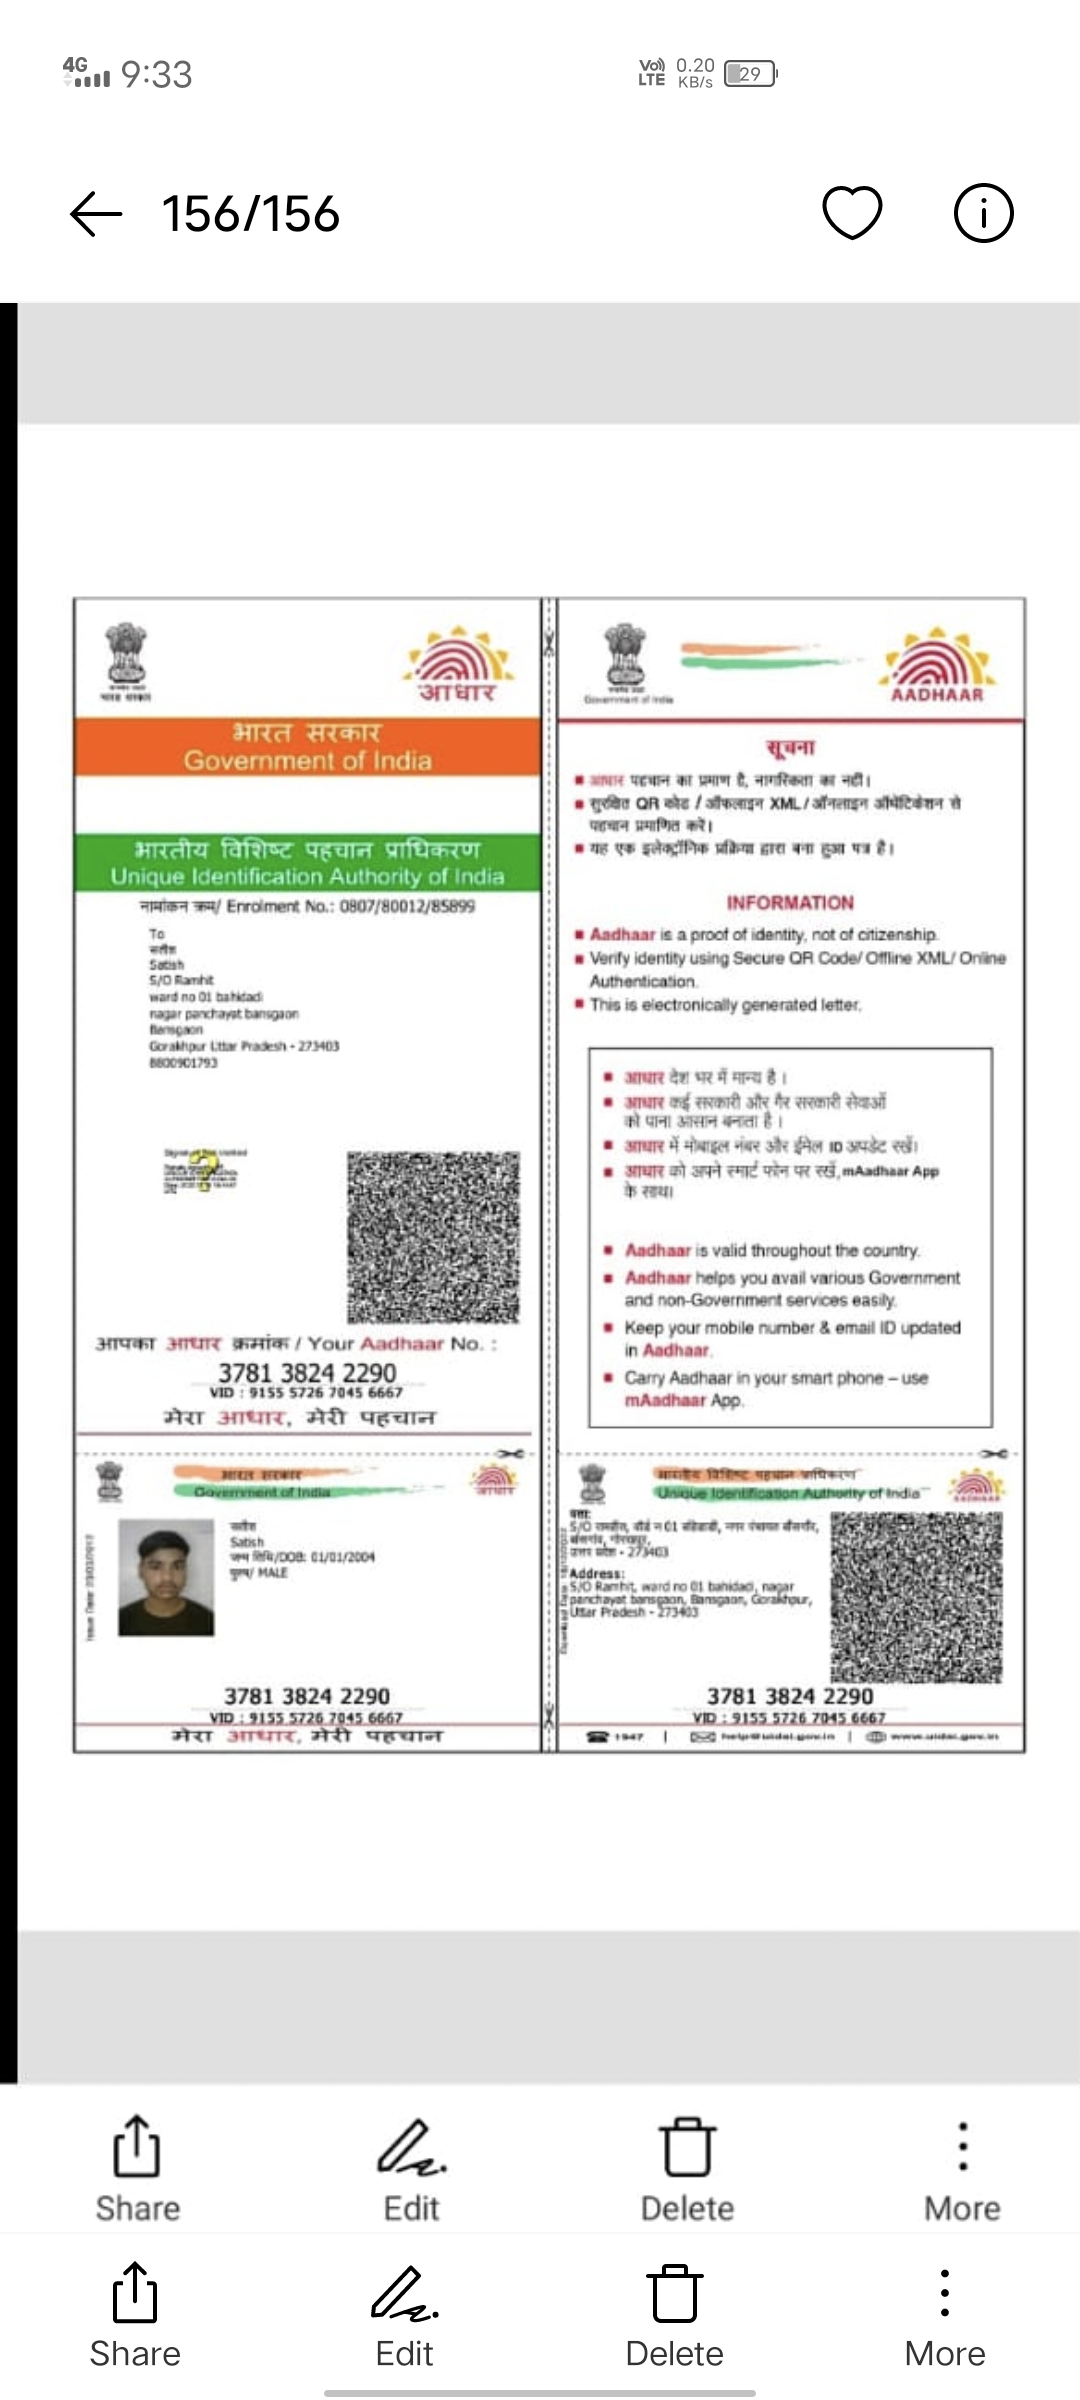 4G 9:33 Vo)) LTE 0.20 KB/s 29
156/156
भारत सरकार
आधार
भारत सरकार
Government of India
भारतीय विशिष्ट पहचान प्राधिकरण
Unique Identification Authority of India
नामांकन क्रम/ Enrolment No.: 0807/80012/85899
To
सतीश
Satish
S/O Ramhit
ward no 01 bahidadi
nagar panchayat bansgaon
Bansgaon
Gorakhpur Uttar Pradesh - 273403
8800901793
आपका आधार क्रमांक / Your Aadhaar No. :
3781 3824 2290
VID : 9155 5726 7045 6667
मेरा आधार, मेरी पहचान
Government of India
AADHAAR
सूचना
■ आधार पहचान का प्रमाण है, नागरिकता का नहीं।
■ सुरक्षित QR कोड / ऑफलाइन XML / ऑनलाइन ऑथेंटिकेशन से
पहचान प्रमाणित करें।
■ यह एक इलेक्ट्रॉनिक प्रक्रिया द्वारा बना हुआ पत्र है।
INFORMATION
■ Aadhaar is a proof of identity, not of citizenship.
■ Verify identity using Secure QR Code/ Offline XML/ Online
Authentication.
■ This is electronically generated letter.
■ आधार देश भर में मान्य है।
■ आधार कई सरकारी और गैर सरकारी सेवाओं
को पाना आसान बनाता है।
■ आधार में मोबाइल नंबर और ईमेल ID अपडेट रखें।
■ आधार को अपने स्मार्ट फोन पर रखें, mAadhaar App
के साथ।
■ Aadhaar is valid throughout the country.
■ Aadhaar helps you avail various Government
and non-Government services easily.
■ Keep your mobile number & email ID updated
in Aadhaar.
■ Carry Aadhaar in your smart phone – use
mAadhaar App.
भारत सरकार
Government of India
आधार
सतीश
Satish
जन्म तिथि/DOB: 01/01/2004
पुरुष/ MALE
3781 3824 2290
VID : 9155 5726 7045 6667
मेरा आधार, मेरी पहचान
भारतीय विशिष्ट पहचान प्राधिकरण
Unique Identification Authority of India
AADHAAR
पता:
S/O रामहीत, वॉर्ड न 01 बहिदाडी, नगर पंचायत बाँसगाँव,
बाँसगाँव, गोरखपुर,
उत्तर प्रदेश - 273403
Address:
S/O Ramhit, ward no 01 bahidadi, nagar
panchayat bansgaon, Bansgaon, Gorakhpur,
Uttar Pradesh - 273403
3781 3824 2290
VID : 9155 5726 7045 6667
1947 | help@uidai.gov.in | www.uidai.gov.in
Share Edit Delete More
Share Edit Delete More